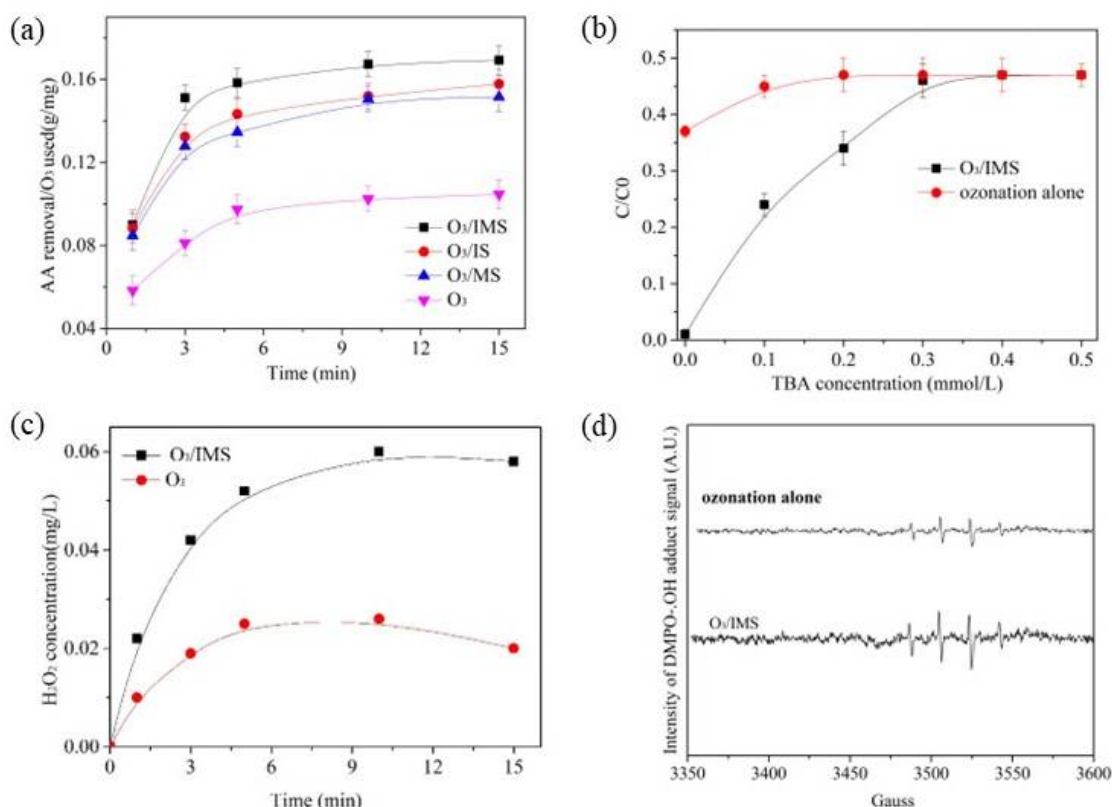 (a)
AA removal/O₃ used(g/mg)
0.16
0.12
0.08
0.04
O₃/IMS
O₃/IS
O₃/MS
O₃
0 3 6 9 12 15
Time (min)
(b)
C/C0
0.5
0.4
0.3
0.2
0.1
0.0
O₃/IMS
ozonation alone
0.0 0.1 0.2 0.3 0.4 0.5
TBA concentration (mmol/L)
(c)
H₂O₂ concentration(mg/L)
0.06
0.04
0.02
0.00
O₃/IMS
O₃
0 3 6 9 12 15
Time (min)
(d)
Intensity of DMPO-.OH adduct signal (A.U.)
ozonation alone
O₃/IMS
3350 3400 3450 3500 3550 3600
Gauss